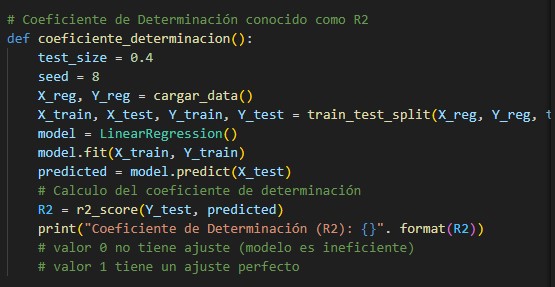 # Coeficiente de Determinación conocido como R2
def coeficiente_determinacion():
test_size = 0.4
seed = 8
X_reg, Y_reg = cargar_data()
X_train, X_test, Y_train, Y_test = train_test_split(X_reg, Y_reg, t
model = LinearRegression()
model.fit(X_train, Y_train)
predicted = model.predict(X_test)
# Calculo del coeficiente de determinación
R2 = r2_score(Y_test, predicted)
print("Coeficiente de Determinación (R2): {}". format(R2))
# valor 0 no tiene ajuste (modelo es ineficiente)
# valor 1 tiene un ajuste perfecto